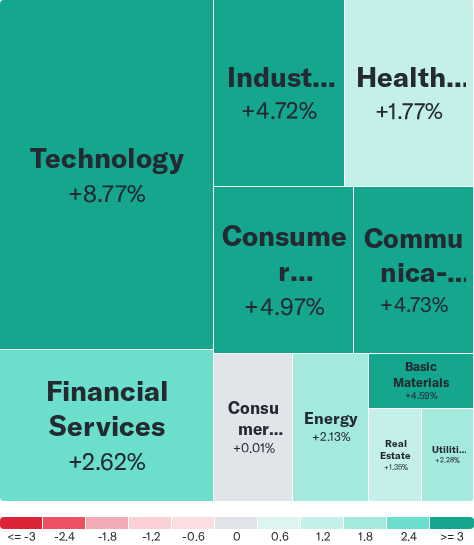 Technology
+8.77%
Indust...
+4.72%
Health...
+1.77%
Consume
r...
+4.97%
Commu
nica-...
+4.73%
Financial
Services
+2.62%
Consu
mer...
+0.01%
Energy
+2.13%
Basic
Materials
+4.59%
Real
Estate
+1.35%
Utiliti...
+2.28%
<= -3 -2.4 -1.8 -1.2 -0.6 0 0.6 1.2 1.8 2.4 >= 3